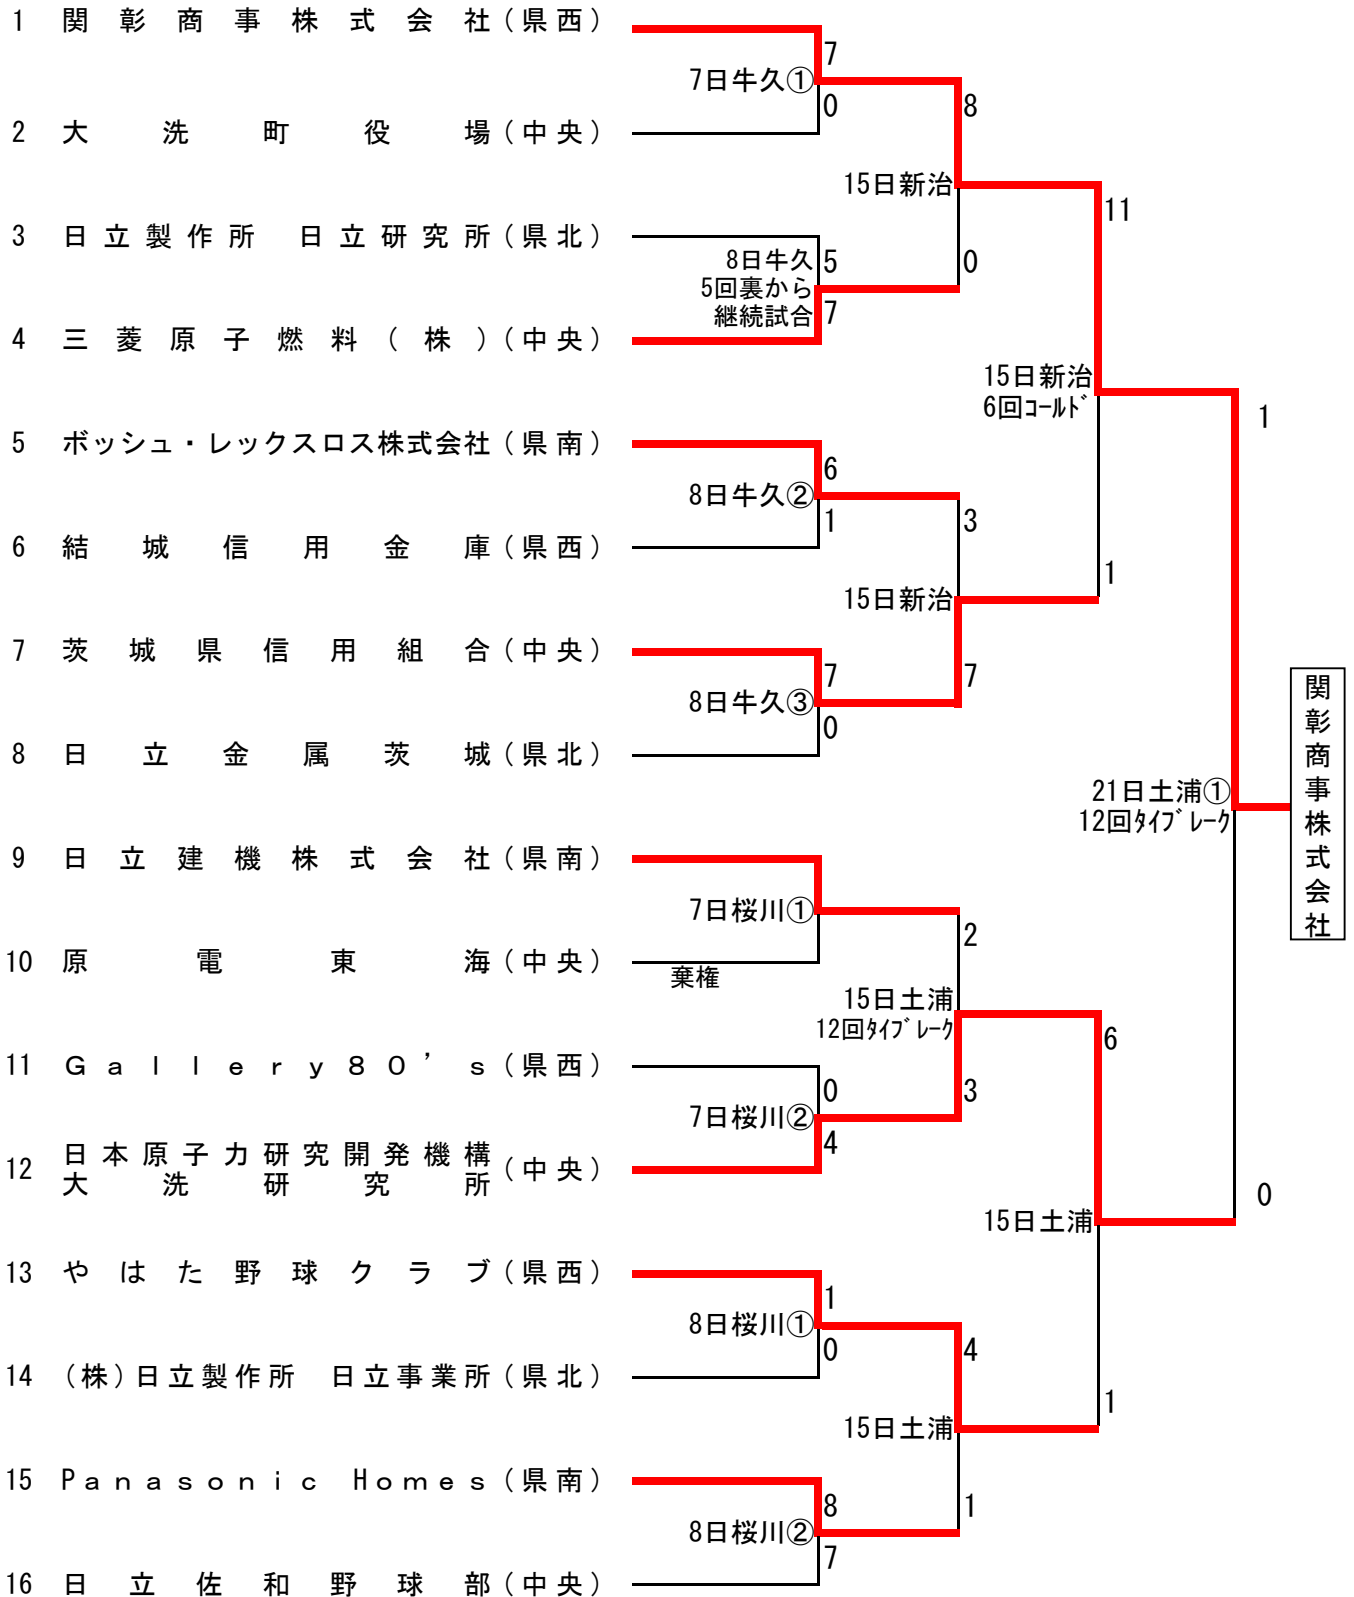 1 関彰商事株式会社(県西)
7
7日牛久①
0
8
2 大洗町役場(中央)
15日新治
11
3 日立製作所 日立研究所(県北)
8日牛久
5回裏から
継続試合
5
7
0
4 三菱原子燃料(株)(中央)
15日新治
6回ｺｰﾙﾄﾞ
1
5 ボッシュ・レックスロス株式会社(県南)
6
8日牛久②
1
3
6 結城信用金庫(県西)
15日新治
1
7 茨城県信用組合(中央)
7
8日牛久③
0
7
8 日立金属茨城(県北)
21日土浦①
12回ﾀｲﾌﾞﾚｰｸ
関彰商事株式会社
9 日立建機株式会社(県南)
7日桜川①
2
10 原電東海(中央)
棄権
15日土浦
12回ﾀｲﾌﾞﾚｰｸ
6
11 Gallery80’s(県西)
0
7日桜川②
4
3
12 日本原子力研究開発機構
大洗研究所
(中央)
15日土浦
0
13 やはた野球クラブ(県西)
1
8日桜川①
0
4
14 (株)日立製作所 日立事業所(県北)
15日土浦
1
15 Panasonic Homes(県南)
8
8日桜川②
7
1
16 日立佐和野球部(中央)